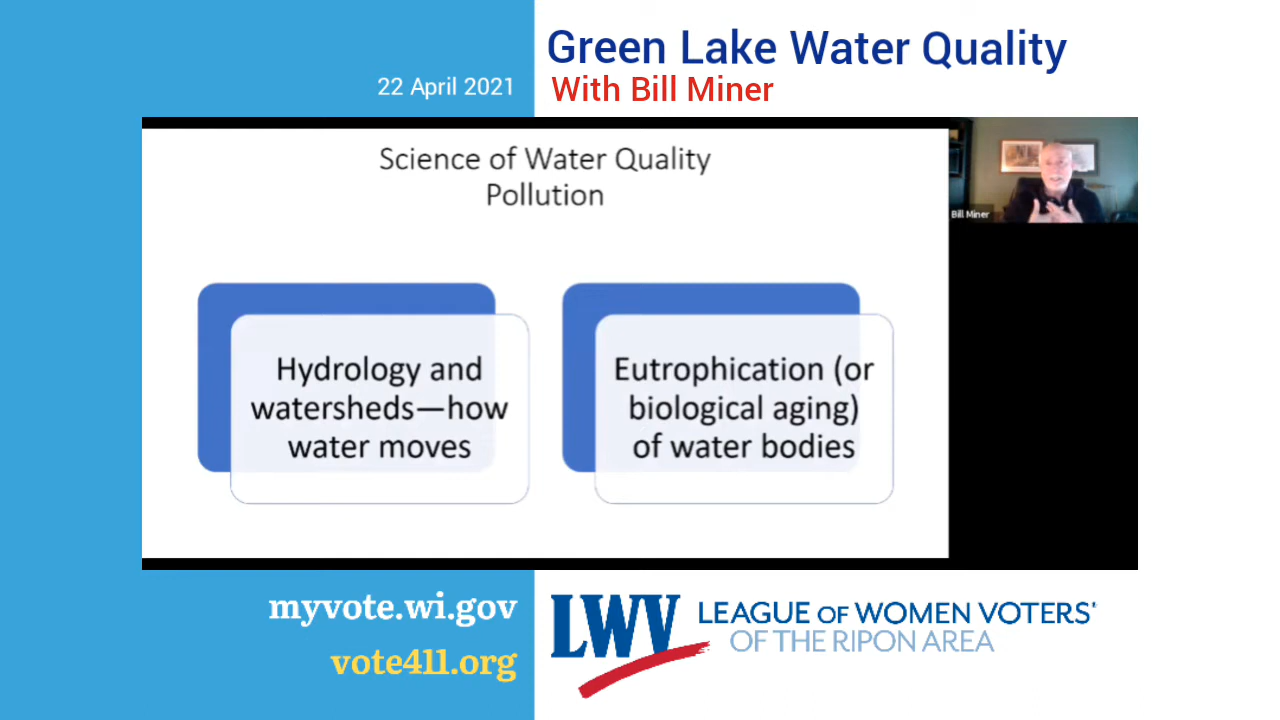 22 April 2021
Green Lake Water Quality
With Bill Miner
Science of Water Quality
Pollution
Hydrology and
watersheds—how
water moves
Eutrophication (or
biological aging)
of water bodies
Bill Miner
myvote.wi.gov
vote411.org
LWV
LEAGUE OF WOMEN VOTERS'
OF THE RIPON AREA